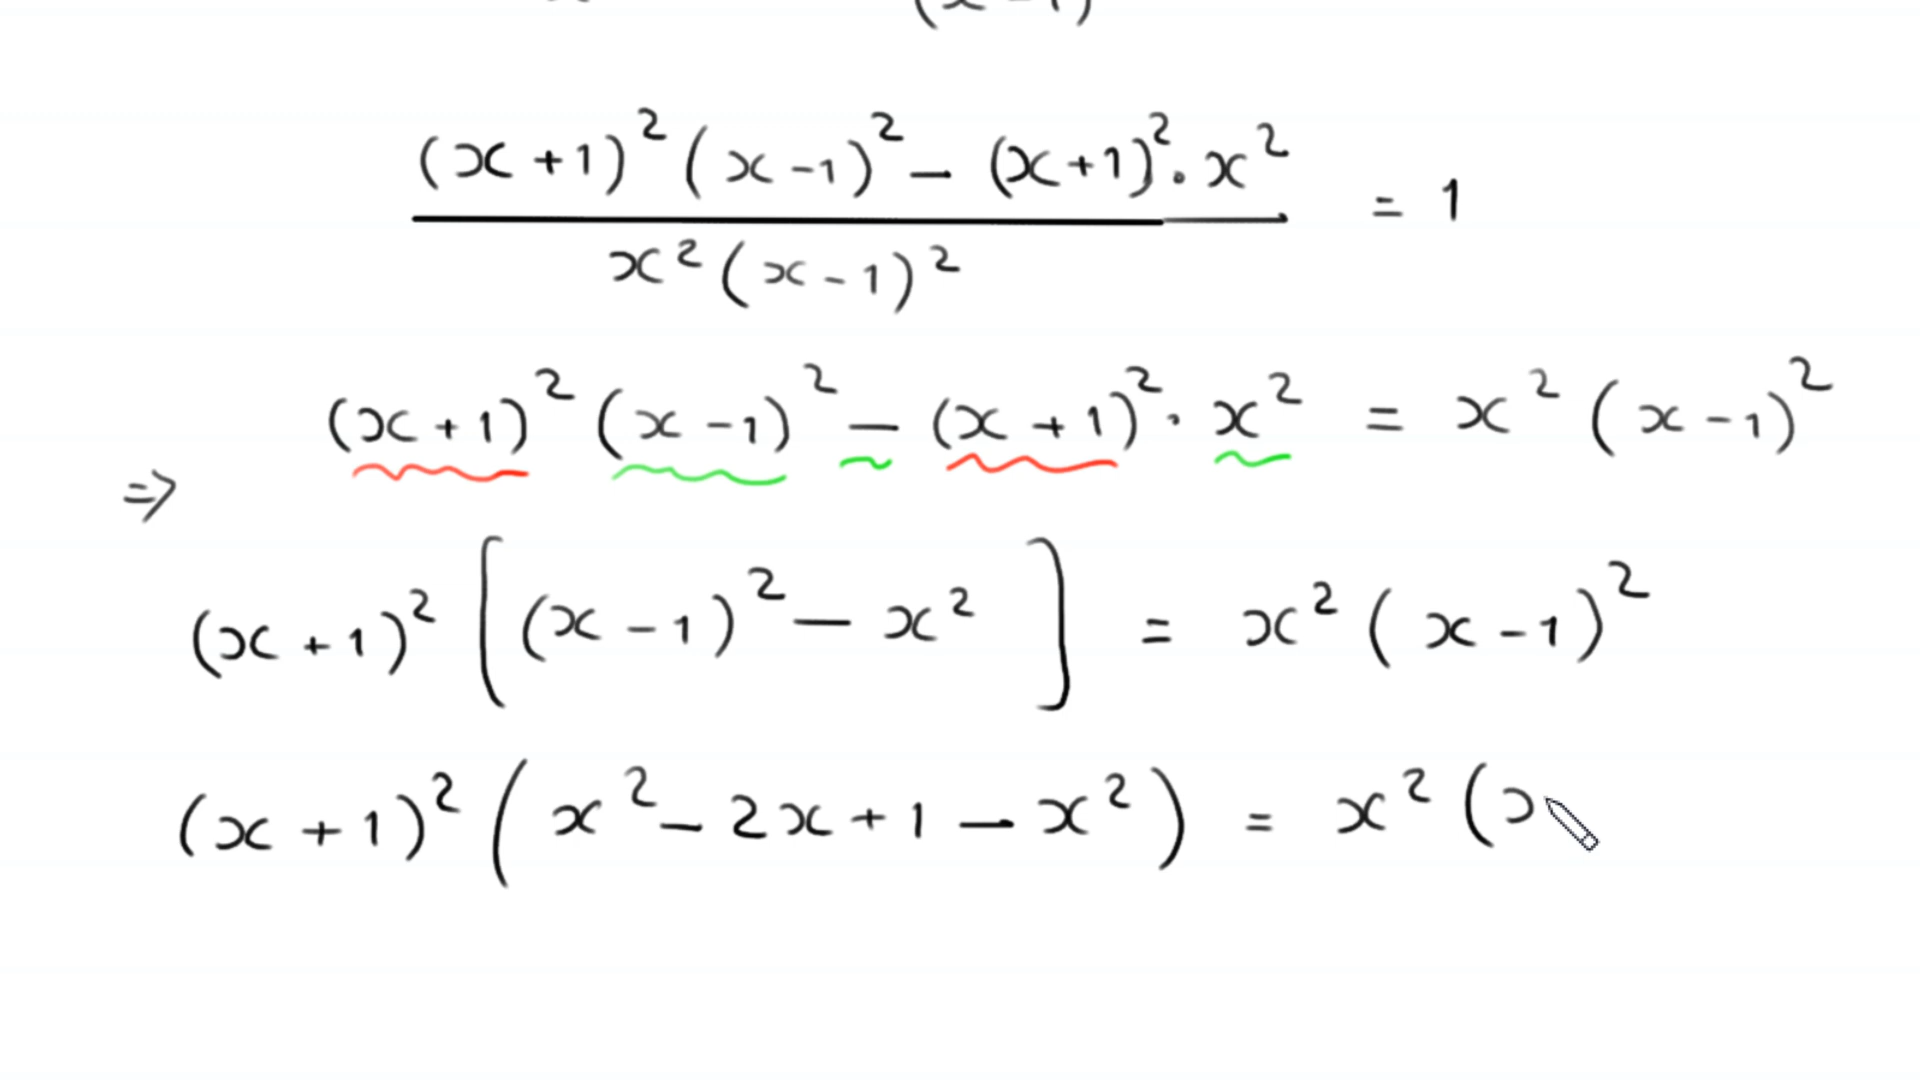 (x+1)²(x-1)² - (x+1)²·x²
x²(x-1)²
= 1
(x+1)²(x-1)² - (x+1)²·x² = x²(x-1)²
=>
(x+1)²[(x-1)² - x²] = x²(x-1)²
(x+1)²(x² - 2x + 1 - x²) = x²(x